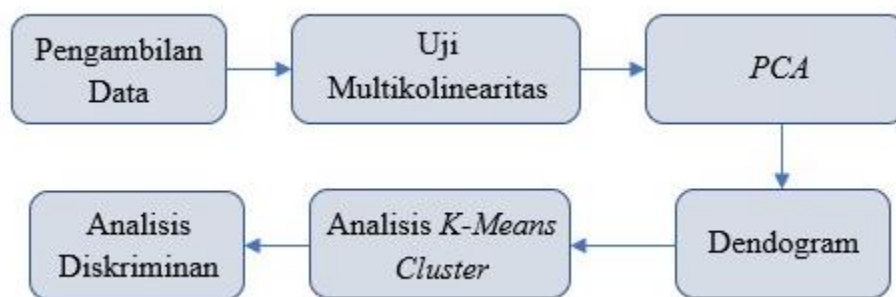 Pengambilan
Data
Uji
Multikolinearitas
PCA
Dendogram
Analisis K-Means
Cluster
Analisis
Diskriminan